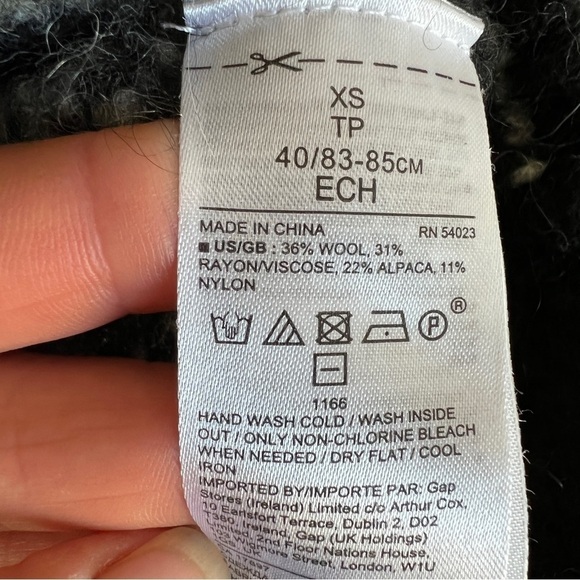 XS
TP
40/83-85CM
ECH
MADE IN CHINA RN 54023
US/GB : 36% WOOL, 31%
RAYON/VISCOSE, 22% ALPACA, 11%
NYLON
P ®
1166
HAND WASH COLD / WASH INSIDE
OUT / ONLY NON-CHLORINE BLEACH
WHEN NEEDED / DRY FLAT / COOL
IRON
IMPORTED BY/IMPORTE PAR: Gap
Stores (Ireland) Limited c/o Arthur Cox,
10 Earlsfort Terrace, Dublin 2, D02
Gap (UK Holdings)
2nd Floor Nations House,
Street, London, W1U